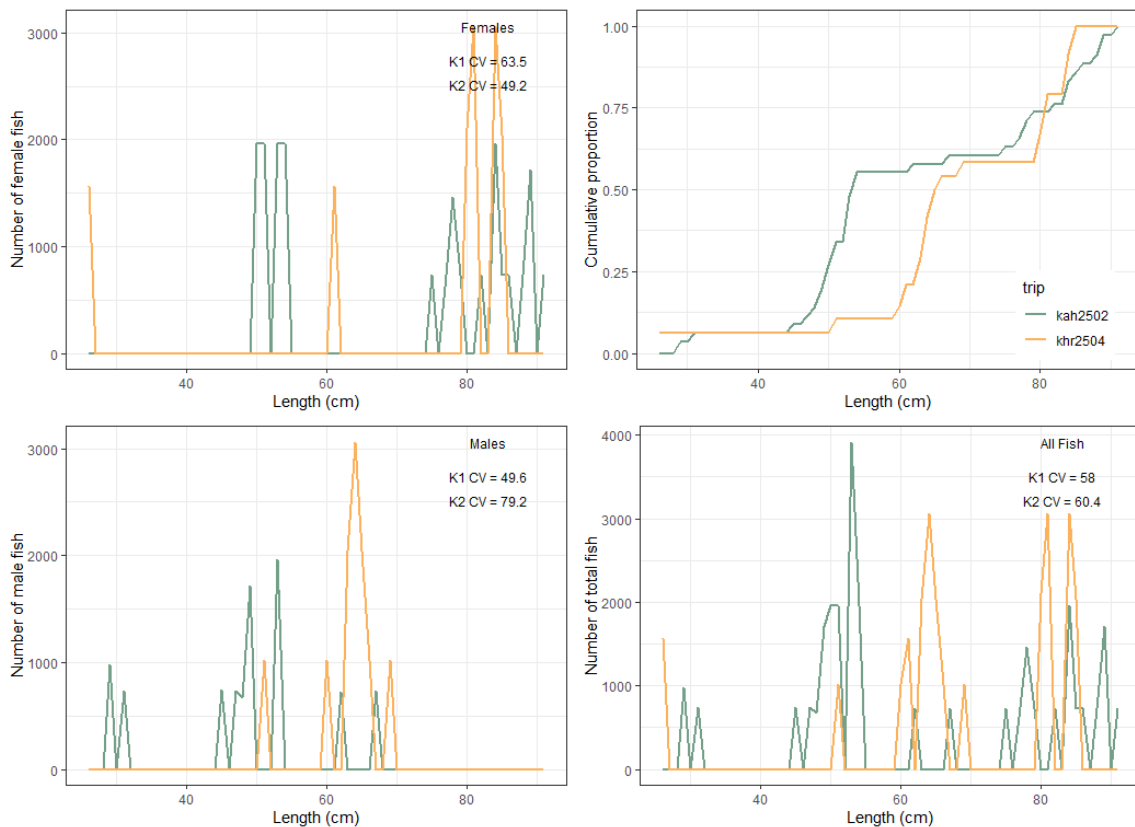 Number of female fish
3000
2000
1000
0
Females
K1 CV = 63.5
K2 CV = 49.2
40
60
80
Length (cm)
Cumulative proportion
1.00
0.75
0.50
0.25
0.00
trip
kah2502
khr2504
40
60
80
Length (cm)
Number of male fish
3000
2000
1000
0
Males
K1 CV = 49.6
K2 CV = 79.2
40
60
80
Length (cm)
Number of total fish
4000
3000
2000
1000
0
All Fish
K1 CV = 58
K2 CV = 60.4
40
60
80
Length (cm)